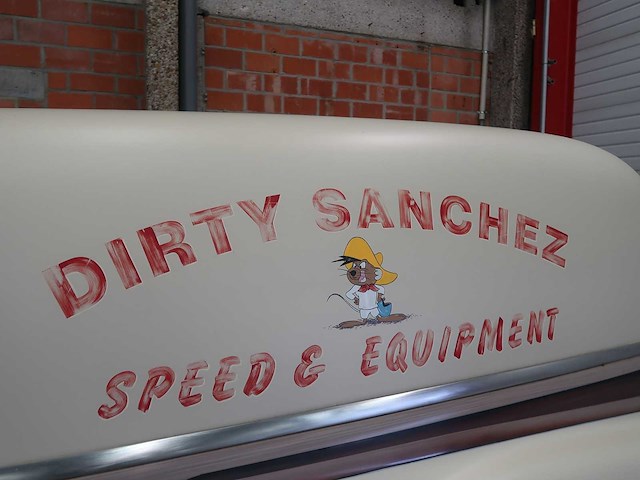 DIRTY SANCHEZ
SPEED & EQUIPMENT